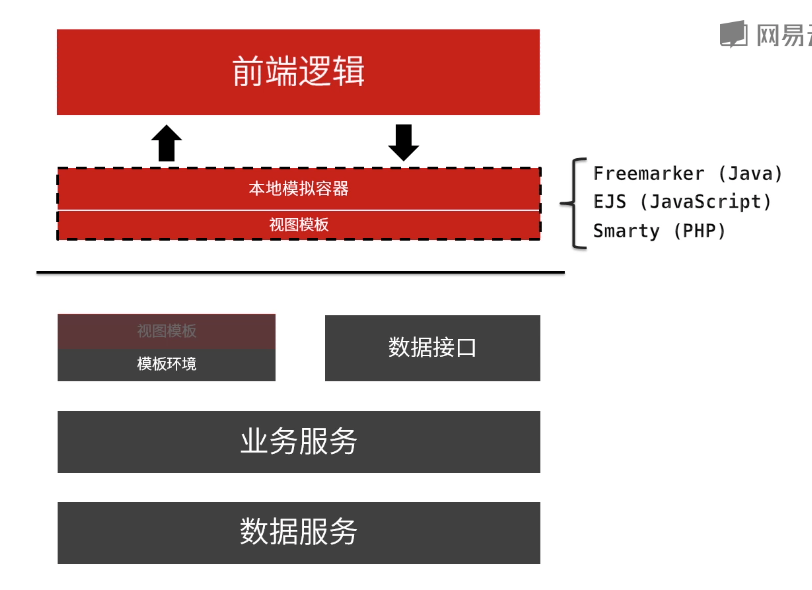 网易
前端逻辑
本地模拟容器
视图模板
Freemarker (Java)
EJS (JavaScript)
Smarty (PHP)
视图模板
模板环境
数据接口
业务服务
数据服务